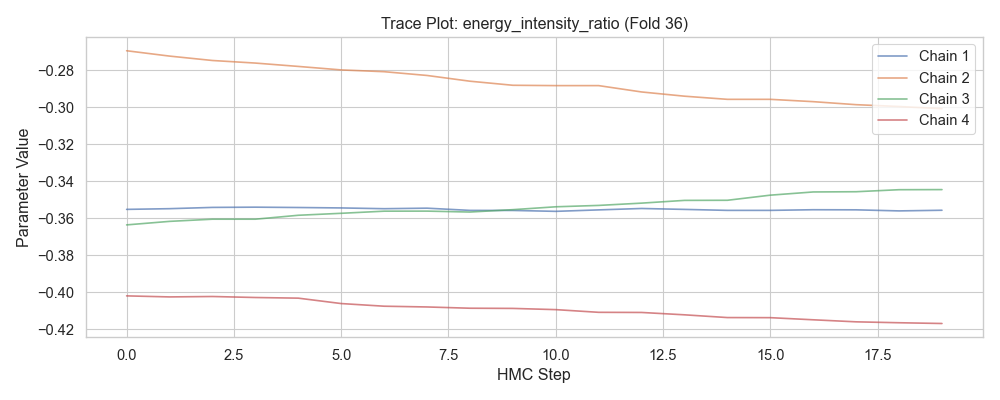 Trace Plot: energy_intensity_ratio (Fold 36)
Chain 1
Chain 2
Chain 3
Chain 4
Parameter Value
−0.28
−0.30
−0.32
−0.34
−0.36
−0.38
−0.40
−0.42
0.0 2.5 5.0 7.5 10.0 12.5 15.0 17.5
HMC Step